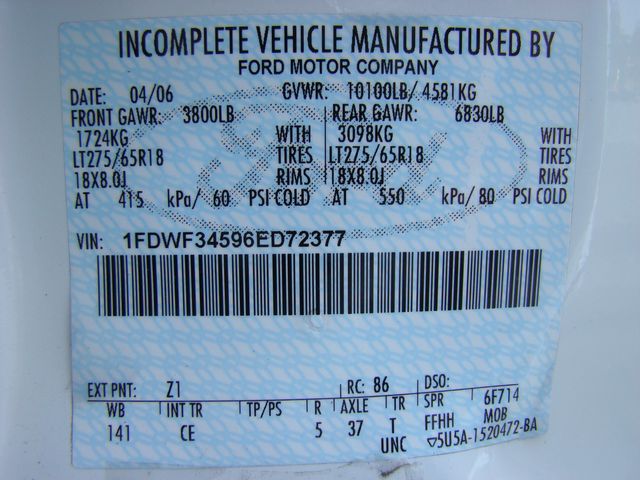 INCOMPLETE VEHICLE MANUFACTURED BY
FORD MOTOR COMPANY
DATE: 04/06 GVWR: 10100LB/ 4581KG
FRONT GAWR: 3800LB REAR GAWR: 6830LB
1724KG WITH 3098KG WITH
LT275/65R18 TIRES LT275/65R18 TIRES
18X8.0J RIMS 18X8.0J RIMS
AT 415 kPa/ 60 PSI COLD AT 550 kPa/ 80 PSI COLD
VIN: 1FDWF34596ED72377
EXT PNT: Z1 RC: 86 DSO:
WB INT TR TP/PS R AXLE TR SPR 6F714
141 CE 5 37 T FFHH MOB
UNC ▽5U5A-1520472-BA